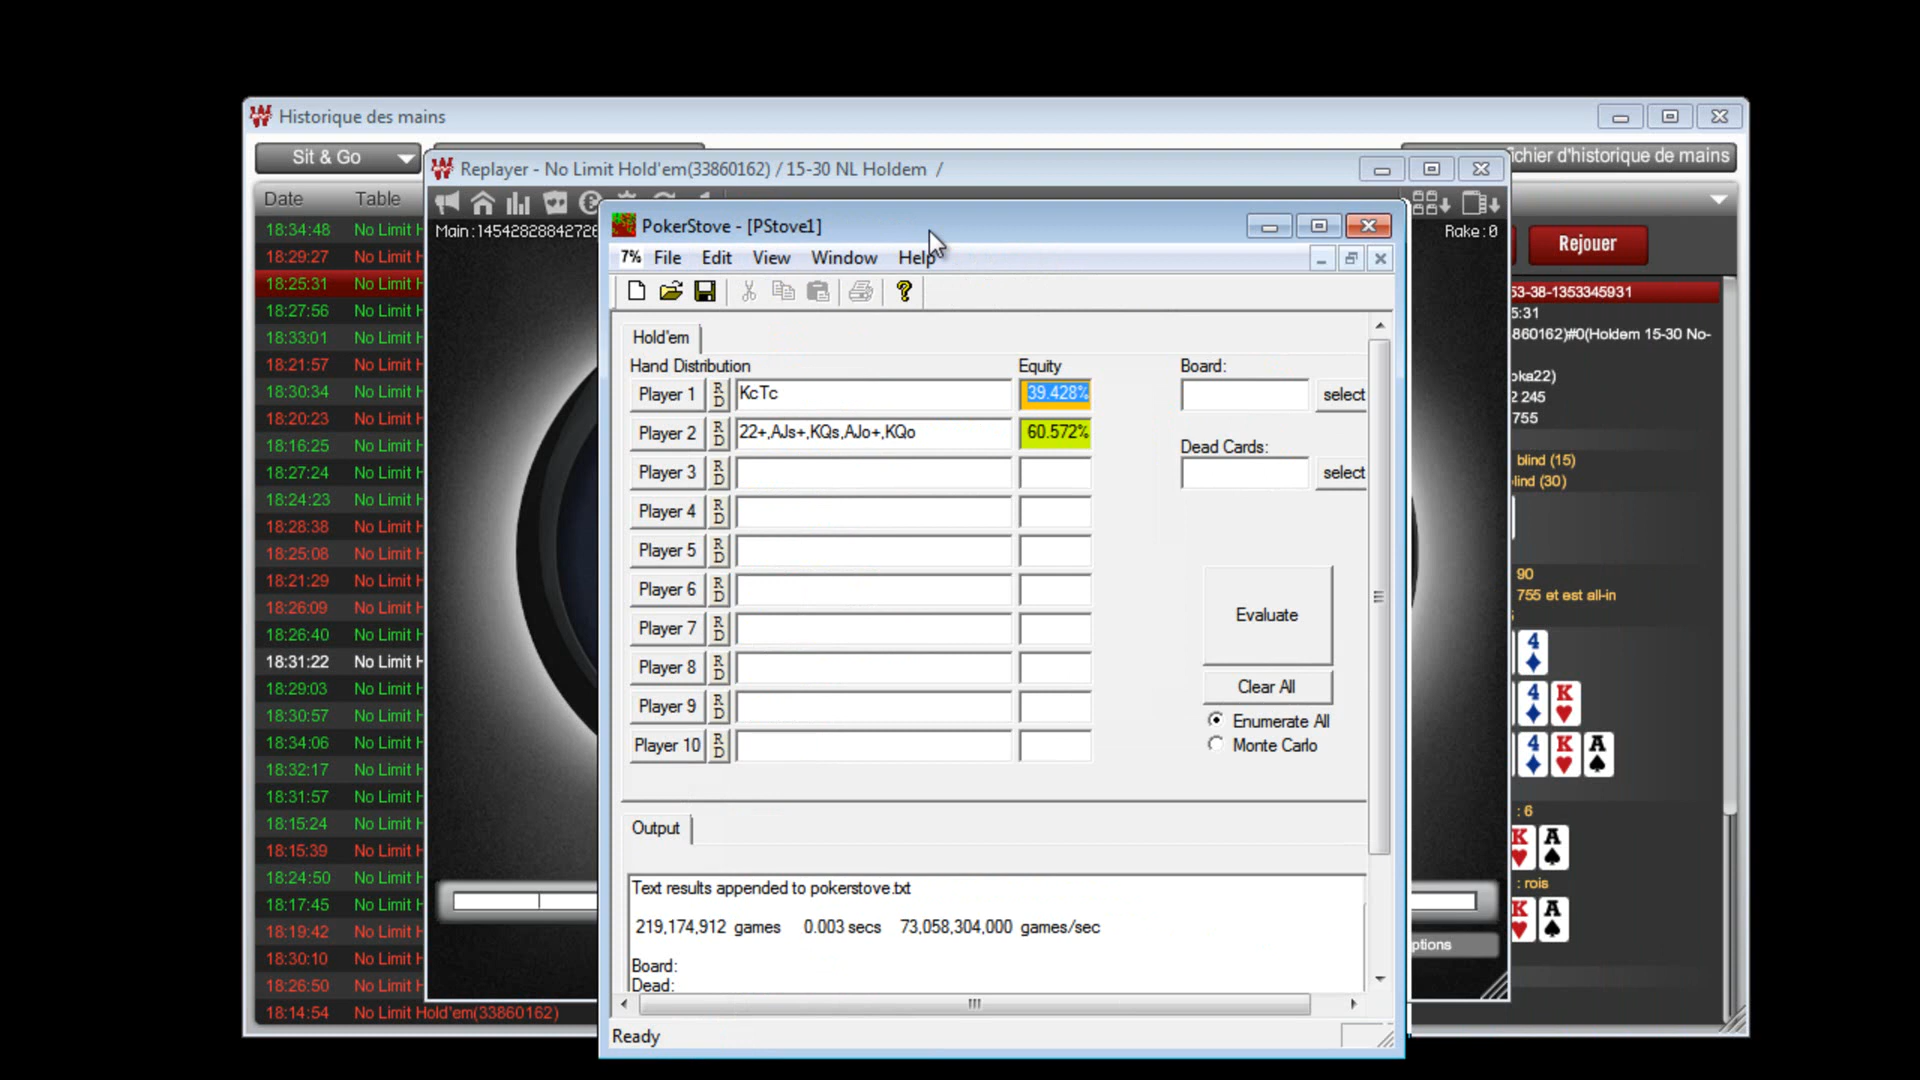 Historique des mains
Sit & Go
fichier d'historique de mains
Replayer - No Limit Hold'em(33860162) / 15-30 NL Holdem /
Date Table
Main:14542828842726
Rake:0
Rejouer
18:34:48 No Limit H
18:29:27 No Limit H
18:25:31 No Limit H
18:27:56 No Limit H
18:33:01 No Limit H
18:21:57 No Limit H
18:30:34 No Limit H
18:20:23 No Limit H
18:16:25 No Limit H
18:27:24 No Limit H
18:24:23 No Limit H
18:28:38 No Limit H
18:25:08 No Limit H
18:21:29 No Limit H
18:26:09 No Limit H
18:26:40 No Limit H
18:31:22 No Limit H
18:29:03 No Limit H
18:30:57 No Limit H
18:34:06 No Limit H
18:32:17 No Limit H
18:31:57 No Limit H
18:15:24 No Limit H
18:15:39 No Limit H
18:24:50 No Limit H
18:17:45 No Limit H
18:19:42 No Limit H
18:30:10 No Limit H
18:26:50 No Limit H
18:14:54 No Limit Hold'em(33860162)
PokerStove - [PStove1]
7% File Edit View Window Help
Hold'em
Hand Distribution Equity Board:
Player 1 R D KcTc 39.428% select
Player 2 R D 22+,AJs+,KQs,AJo+,KQo 60.572%
Dead Cards:
Player 3 R D select
Player 4 R D
Player 5 R D
Player 6 R D
Player 7 R D
Player 8 R D
Player 9 R D
Player 10 R D
Evaluate
Clear All
Enumerate All
Monte Carlo
Output
Text results appended to pokerstove.txt
219,174,912 games 0.003 secs 73,058,304,000 games/sec
Board:
Dead:
Ready
53-38-1353345931
5:31
860162)#0(Holdem 15-30 No-
oka22)
2 245
755
blind (15)
lind (30)
90
755 et est all-in
4
4 K
4 K A
: 6
K A
: rois
K A
ptions